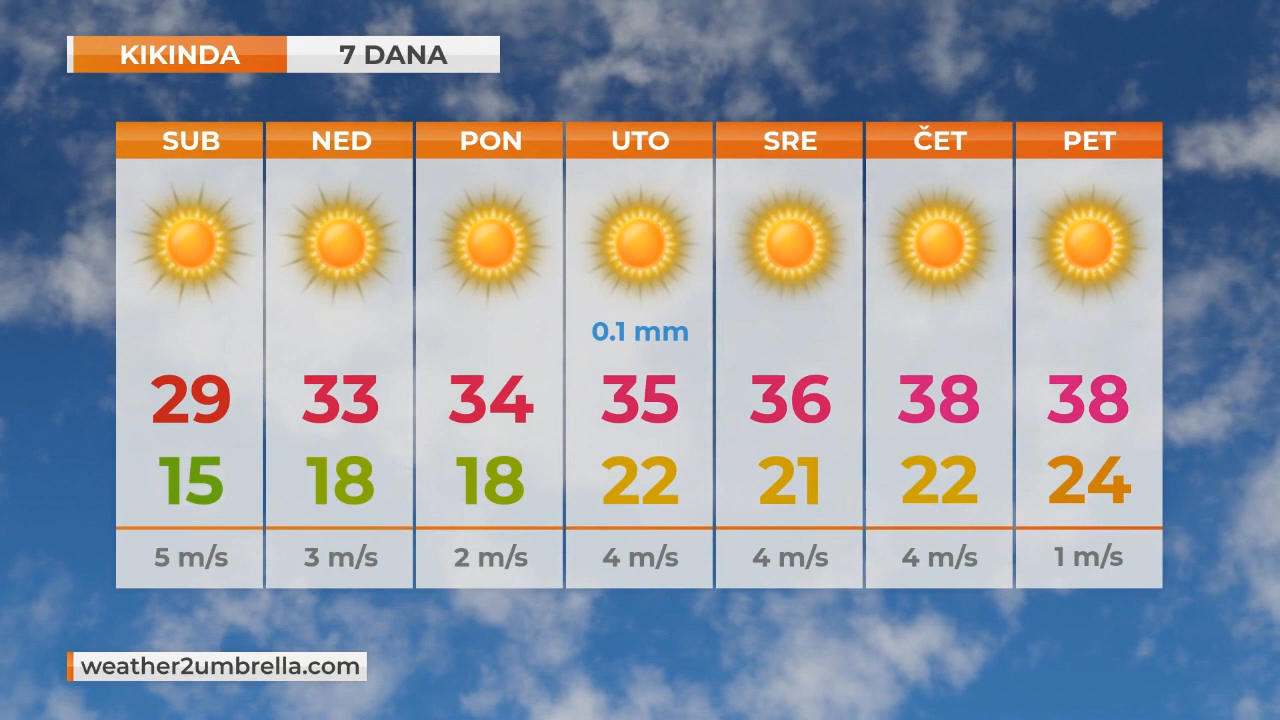 KIKINDA 7 DANA
SUB NED PON UTO SRE ČET PET
0.1 mm
29 33 34 35 36 38 38
15 18 18 22 21 22 24
5 m/s 3 m/s 2 m/s 4 m/s 4 m/s 4 m/s 1 m/s
weather2umbrella.com